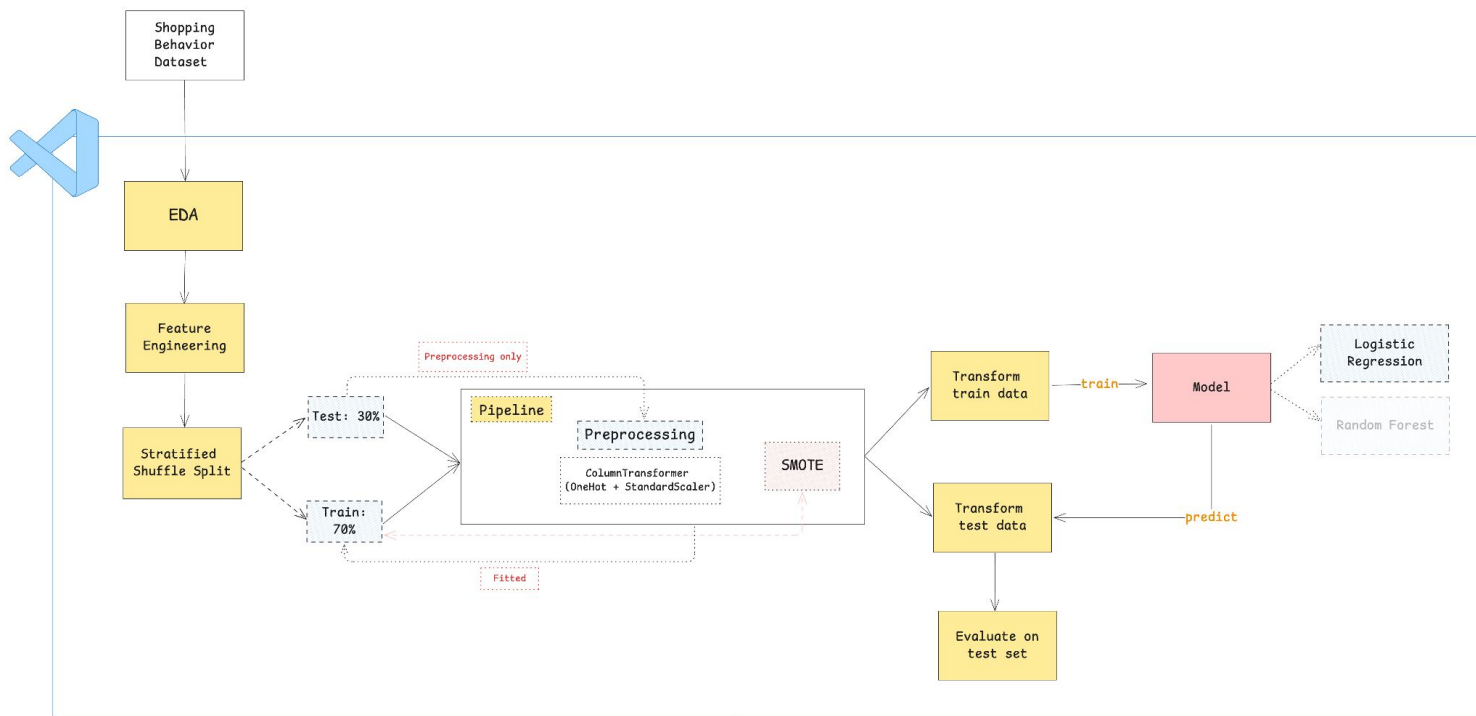 Shopping
Behavior
Dataset
EDA
Feature
Engineering
Stratified
Shuffle Split
Test: 30%
Train:
70%
Preprocessing only
Pipeline
Preprocessing
ColumnTransformer
(OneHot + StandardScaler)
SMOTE
Fitted
Transform
train data
train
Model
Logistic
Regression
Random Forest
Transform
test data
predict
Evaluate on
test set